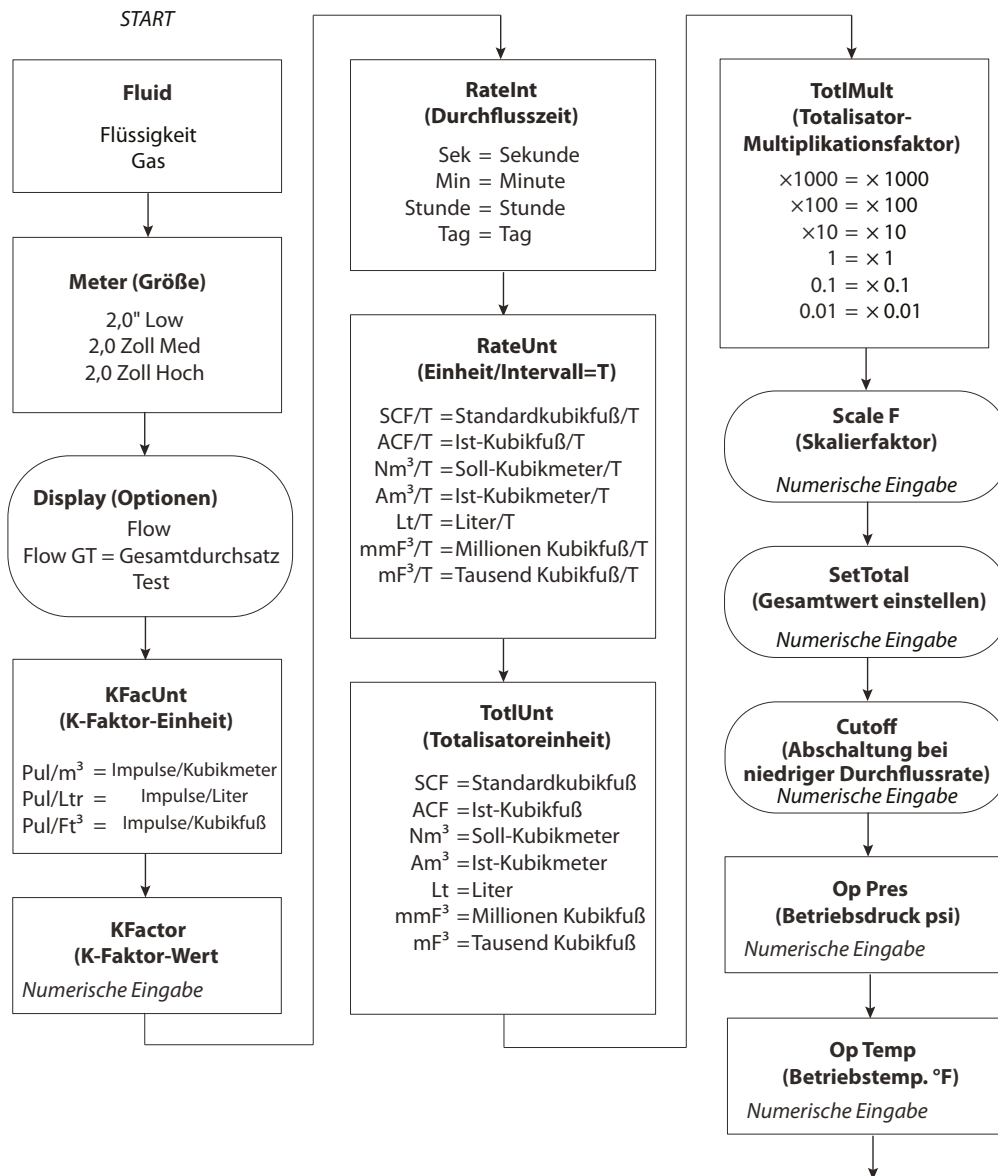 START
Fluid
Flüssigkeit
Gas
Meter (Größe)
2,0" Low
2,0 Zoll Med
2,0 Zoll Hoch
Display (Optionen)
Flow
Flow GT = Gesamtdurchsatz
Test
KFacUnt
(K-Faktor-Einheit)
Pul/m³ = Impulse/Kubikmeter
Pul/Ltr = Impulse/Liter
Pul/Ft³ = Impulse/Kubikfuß
KFactor
(K-Faktor-Wert
Numerische Eingabe
RateInt
(Durchflusszeit)
Sek = Sekunde
Min = Minute
Stunde = Stunde
Tag = Tag
RateUnt
(Einheit/Intervall=T)
SCF/T =Standardkubikfuß/T
ACF/T =Ist-Kubikfuß/T
Nm³/T =Soll-Kubikmeter/T
Am³/T =Ist-Kubikmeter/T
Lt/T =Liter/T
mmF³/T =Millionen Kubikfuß/T
mF³/T =Tausend Kubikfuß/T
TotlUnt
(Totalisatoreinheit)
SCF =Standardkubikfuß
ACF =Ist-Kubikfuß
Nm³ =Soll-Kubikmeter
Am³ =Ist-Kubikmeter
Lt =Liter
mmF³ =Millionen Kubikfuß
mF³ =Tausend Kubikfuß
TotlMult
(Totalisator-
Multiplikationsfaktor)
×1000 = × 1000
×100 = × 100
×10 = × 10
1 = × 1
0.1 = × 0.1
0.01 = × 0.01
Scale F
(Skalierfaktor)
Numerische Eingabe
SetTotal
(Gesamtwert einstellen)
Numerische Eingabe
Cutoff
(Abschaltung bei
niedriger Durchflussrate)
Numerische Eingabe
Op Pres
(Betriebsdruck psi)
Numerische Eingabe
Op Temp
(Betriebstemp. °F)
Numerische Eingabe